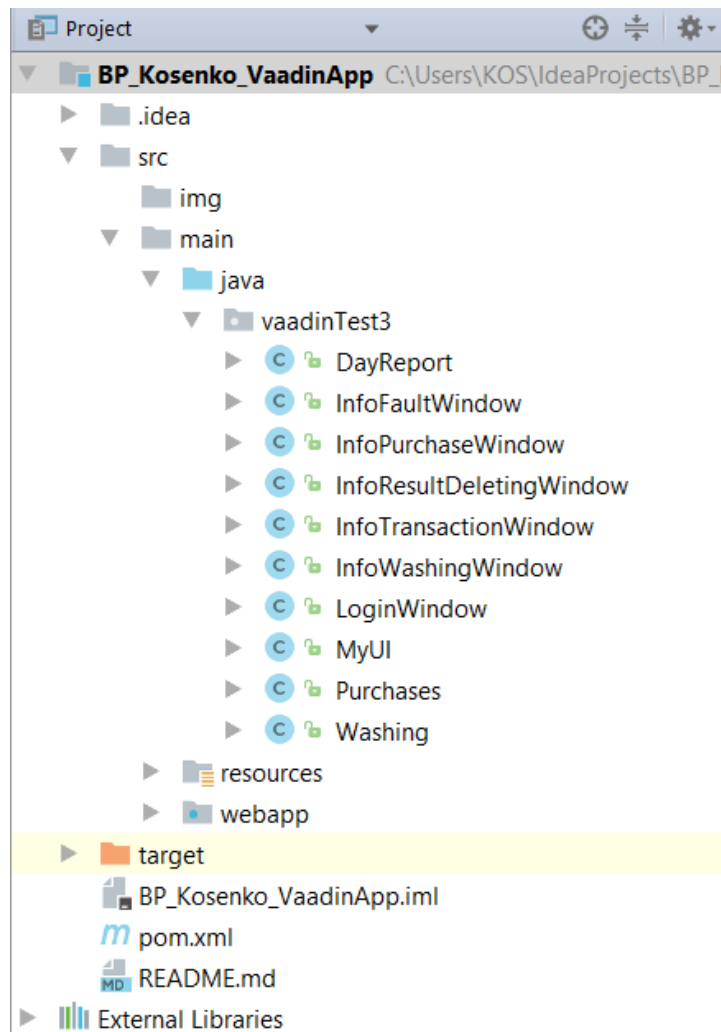 Project
BP_Kosenko_VaadinApp C:\Users\KOS\IdeaProjects\BP_
.idea
src
img
main
java
vaadinTest3
C DayReport
C InfoFaultWindow
C InfoPurchaseWindow
C InfoResultDeletingWindow
C InfoTransactionWindow
C InfoWashingWindow
C LoginWindow
C MyUI
C Purchases
C Washing
resources
webapp
target
BP_Kosenko_VaadinApp.iml
m pom.xml
MD README.md
External Libraries